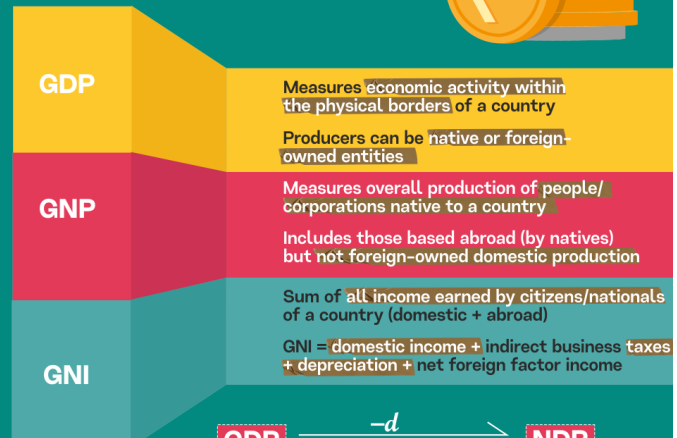 GDP
Measures economic activity within
the physical borders of a country
Producers can be native or foreign-
owned entities
GNP
Measures overall production of people/
corporations native to a country
Includes those based abroad (by natives)
but not foreign-owned domestic production
GNI
Sum of all income earned by citizens/nationals
of a country (domestic + abroad)
GNI = domestic income + indirect business taxes
+ depreciation + net foreign factor income
GDP -d NDP